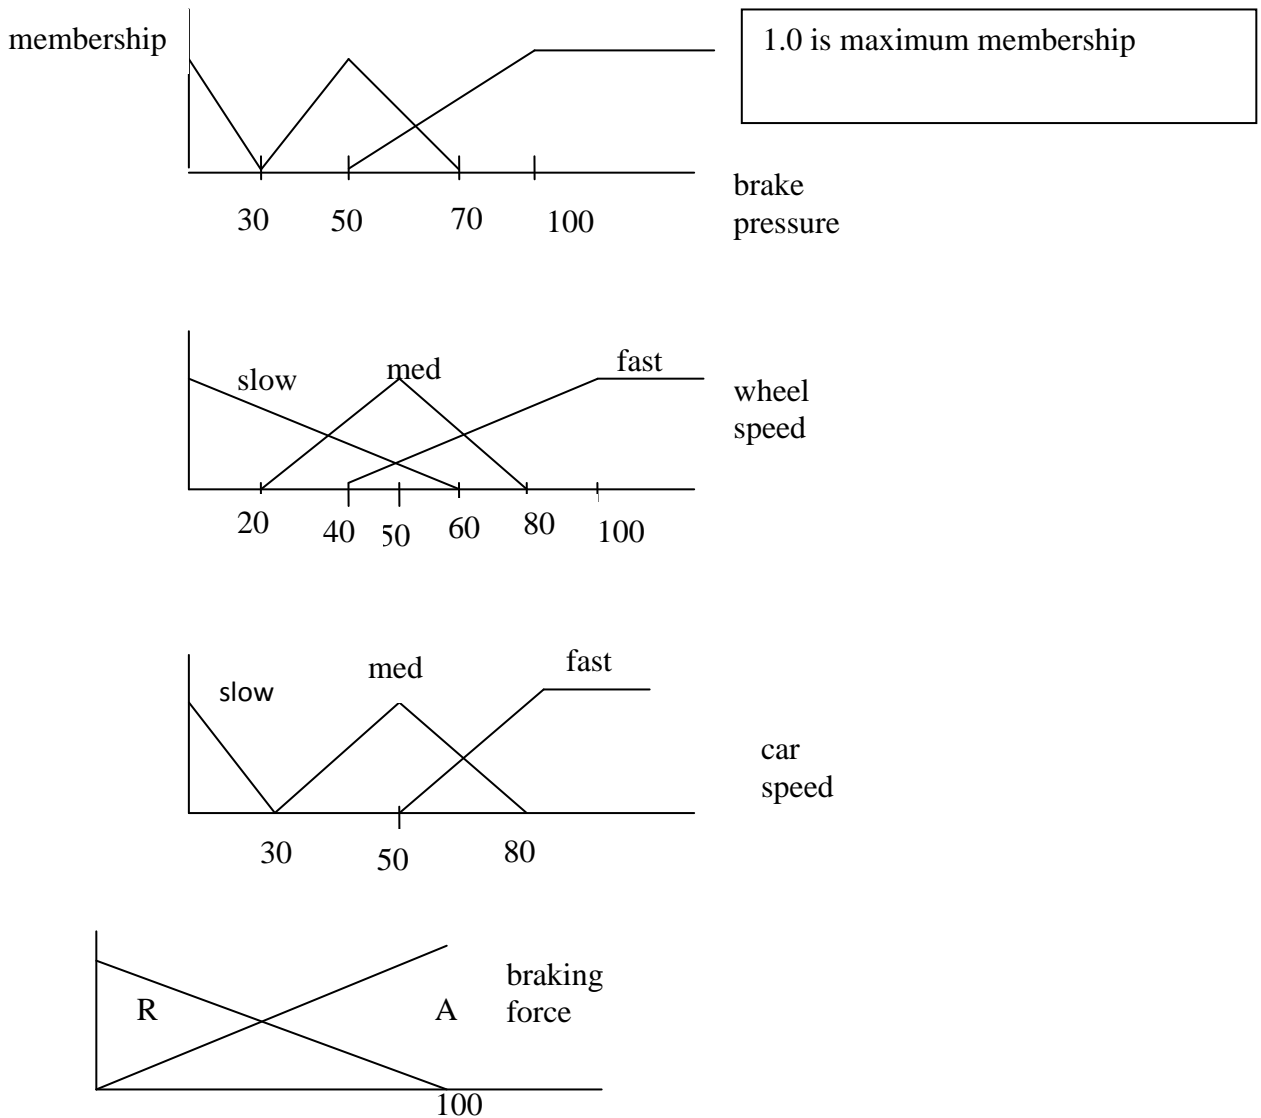 membership
1.0 is maximum membership
brake
pressure
30 50 70 100
slow med fast
wheel
speed
20 40 50 60 80 100
slow med fast
car
speed
30 50 80
R A
braking
force
100